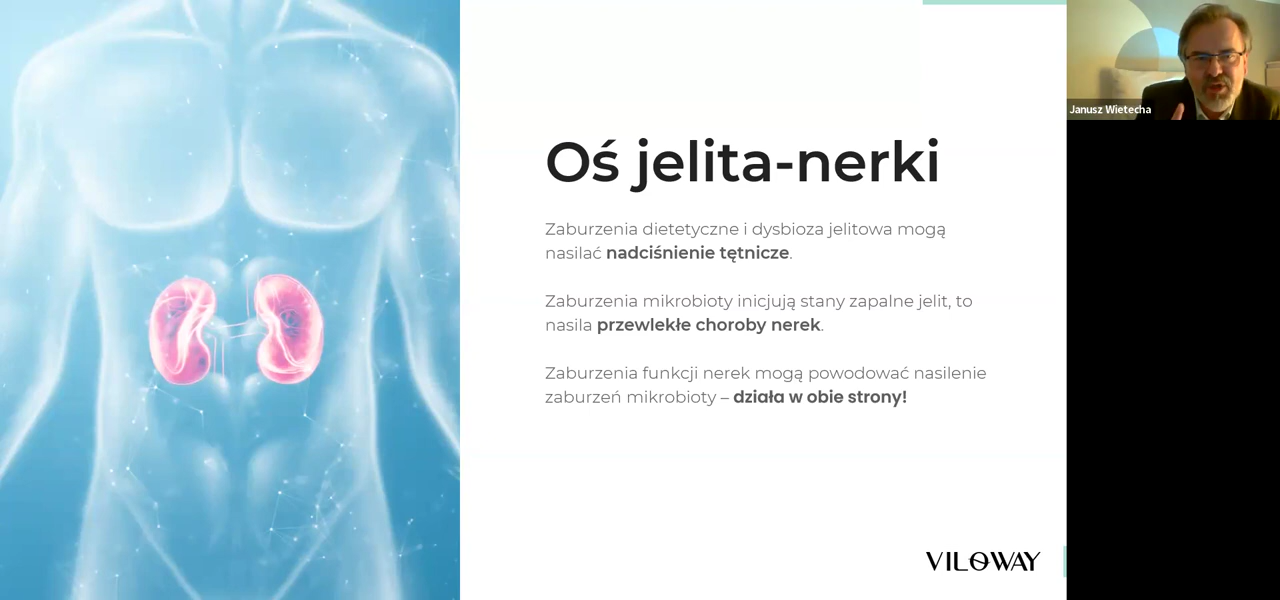 Oś jelita-nerki
Zaburzenia dietetyczne i dysbioza jelitowa mogą
nasilać nadciśnienie tętnicze.
Zaburzenia mikrobioty inicjują stany zapalne jelit, to
nasila przewlekłe choroby nerek.
Zaburzenia funkcji nerek mogą powodować nasilenie
zaburzeń mikrobioty – działa w obie strony!
VILOWAY
Janusz Wietecha